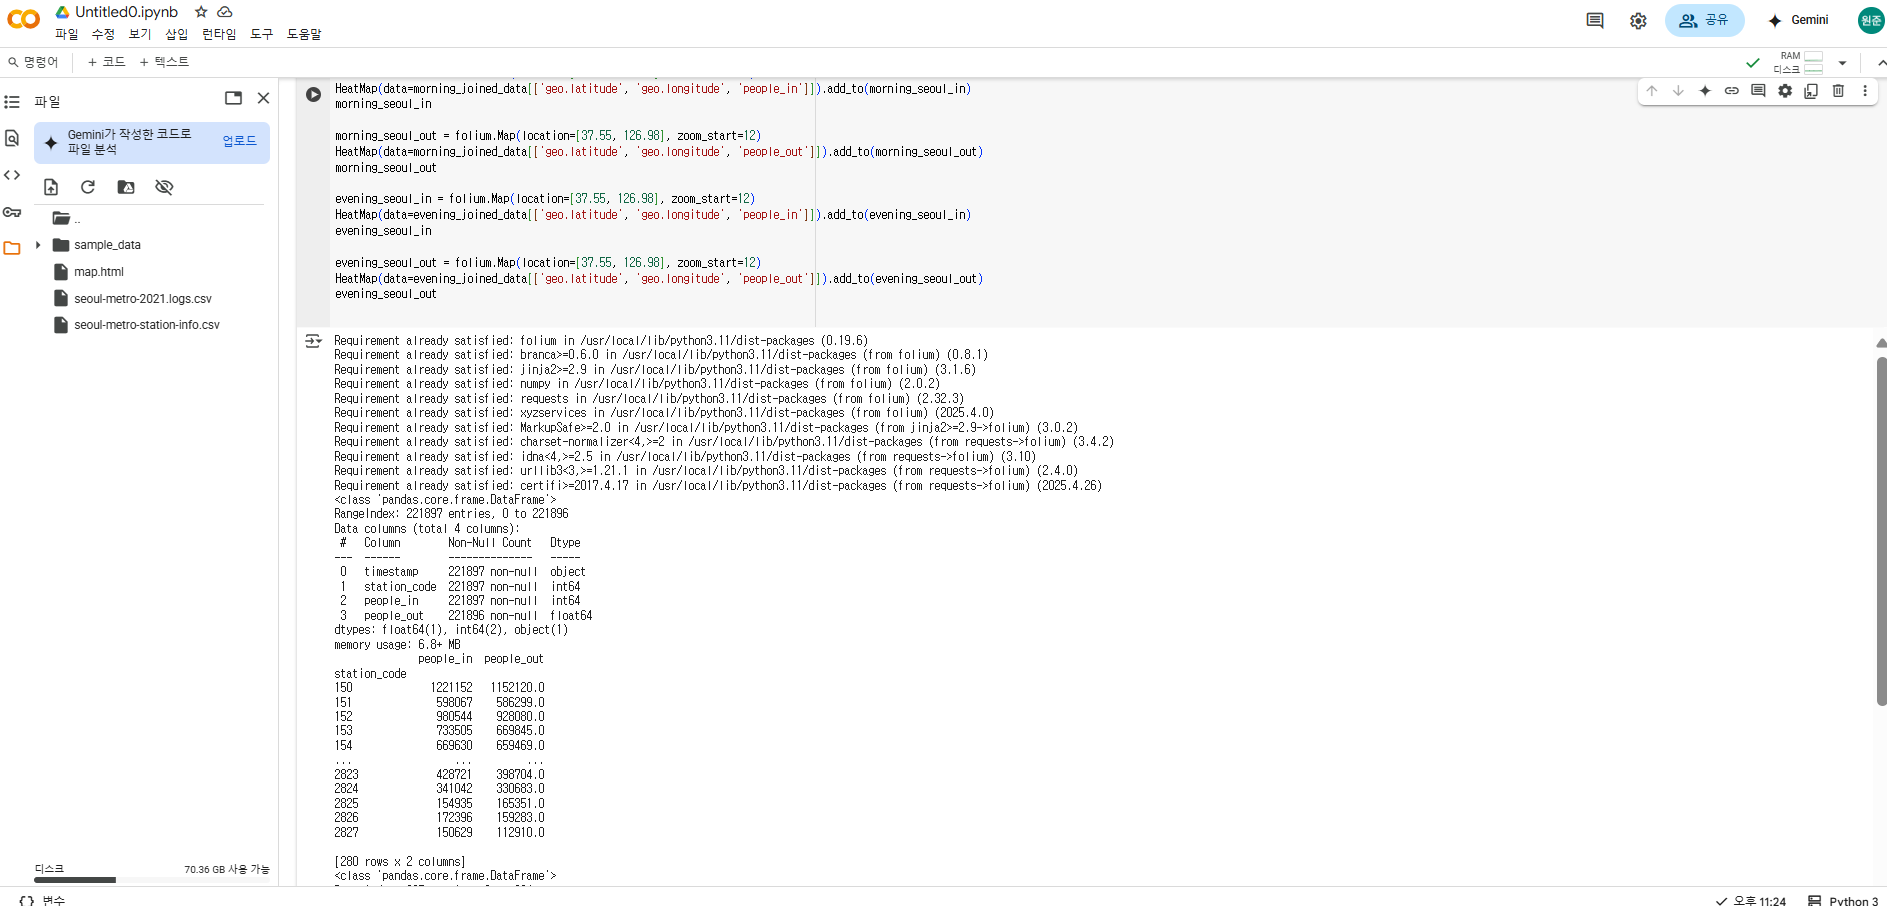 Untitled0.ipynb
파일 수정 보기 삽입 런타임 도구 도움말
공유
Gemini
원준
명령어 + 코드 + 텍스트
RAM
디스크
파일
Gemini가 작성한 코드로
파일 분석
업로드
..
sample_data
map.html
seoul-metro-2021.logs.csv
seoul-metro-station-info.csv
디스크
70.36 GB 사용 가능
HeatMap(data=morning_joined_data[['geo.latitude', 'geo.longitude', 'people_in']]).add_to(morning_seoul_in)
morning_seoul_in
morning_seoul_out = folium.Map(location=[37.55, 126.98], zoom_start=12)
HeatMap(data=morning_joined_data[['geo.latitude', 'geo.longitude', 'people_out']]).add_to(morning_seoul_out)
morning_seoul_out
evening_seoul_in = folium.Map(location=[37.55, 126.98], zoom_start=12)
HeatMap(data=evening_joined_data[['geo.latitude', 'geo.longitude', 'people_in']]).add_to(evening_seoul_in)
evening_seoul_in
evening_seoul_out = folium.Map(location=[37.55, 126.98], zoom_start=12)
HeatMap(data=evening_joined_data[['geo.latitude', 'geo.longitude', 'people_out']]).add_to(evening_seoul_out)
evening_seoul_out
Requirement already satisfied: folium in /usr/local/lib/python3.11/dist-packages (0.19.6)
Requirement already satisfied: branca>=0.6.0 in /usr/local/lib/python3.11/dist-packages (from folium) (0.8.1)
Requirement already satisfied: jinja2>=2.9 in /usr/local/lib/python3.11/dist-packages (from folium) (3.1.6)
Requirement already satisfied: numpy in /usr/local/lib/python3.11/dist-packages (from folium) (2.0.2)
Requirement already satisfied: requests in /usr/local/lib/python3.11/dist-packages (from folium) (2.32.3)
Requirement already satisfied: xyzservices in /usr/local/lib/python3.11/dist-packages (from folium) (2025.4.0)
Requirement already satisfied: MarkupSafe>=2.0 in /usr/local/lib/python3.11/dist-packages (from jinja2>=2.9->folium) (3.0.2)
Requirement already satisfied: charset-normalizer<4,>=2 in /usr/local/lib/python3.11/dist-packages (from requests->folium) (3.4.2)
Requirement already satisfied: idna<4,>=2.5 in /usr/local/lib/python3.11/dist-packages (from requests->folium) (3.10)
Requirement already satisfied: urllib3<3,>=1.21.1 in /usr/local/lib/python3.11/dist-packages (from requests->folium) (2.4.0)
Requirement already satisfied: certifi>=2017.4.17 in /usr/local/lib/python3.11/dist-packages (from requests->folium) (2025.4.26)
<class 'pandas.core.frame.DataFrame'>
RangeIndex: 221897 entries, 0 to 221896
Data columns (total 4 columns):
# Column Non-Null Count Dtype
--- ------ -------------- -----
0 timestamp 221897 non-null object
1 station_code 221897 non-null int64
2 people_in 221897 non-null int64
3 people_out 221896 non-null float64
dtypes: float64(1), int64(2), object(1)
memory usage: 6.8+ MB
people_in people_out
station_code
150 1221152 1152120.0
151 598067 586299.0
152 980544 928080.0
153 733505 669845.0
154 669630 659469.0
... ... ...
2823 428721 398704.0
2824 341042 330683.0
2825 154935 165351.0
2826 172396 159283.0
2827 150629 112910.0
[280 rows x 2 columns]
<class 'pandas.core.frame.DataFrame'>
변수
오후 11:24
Python 3